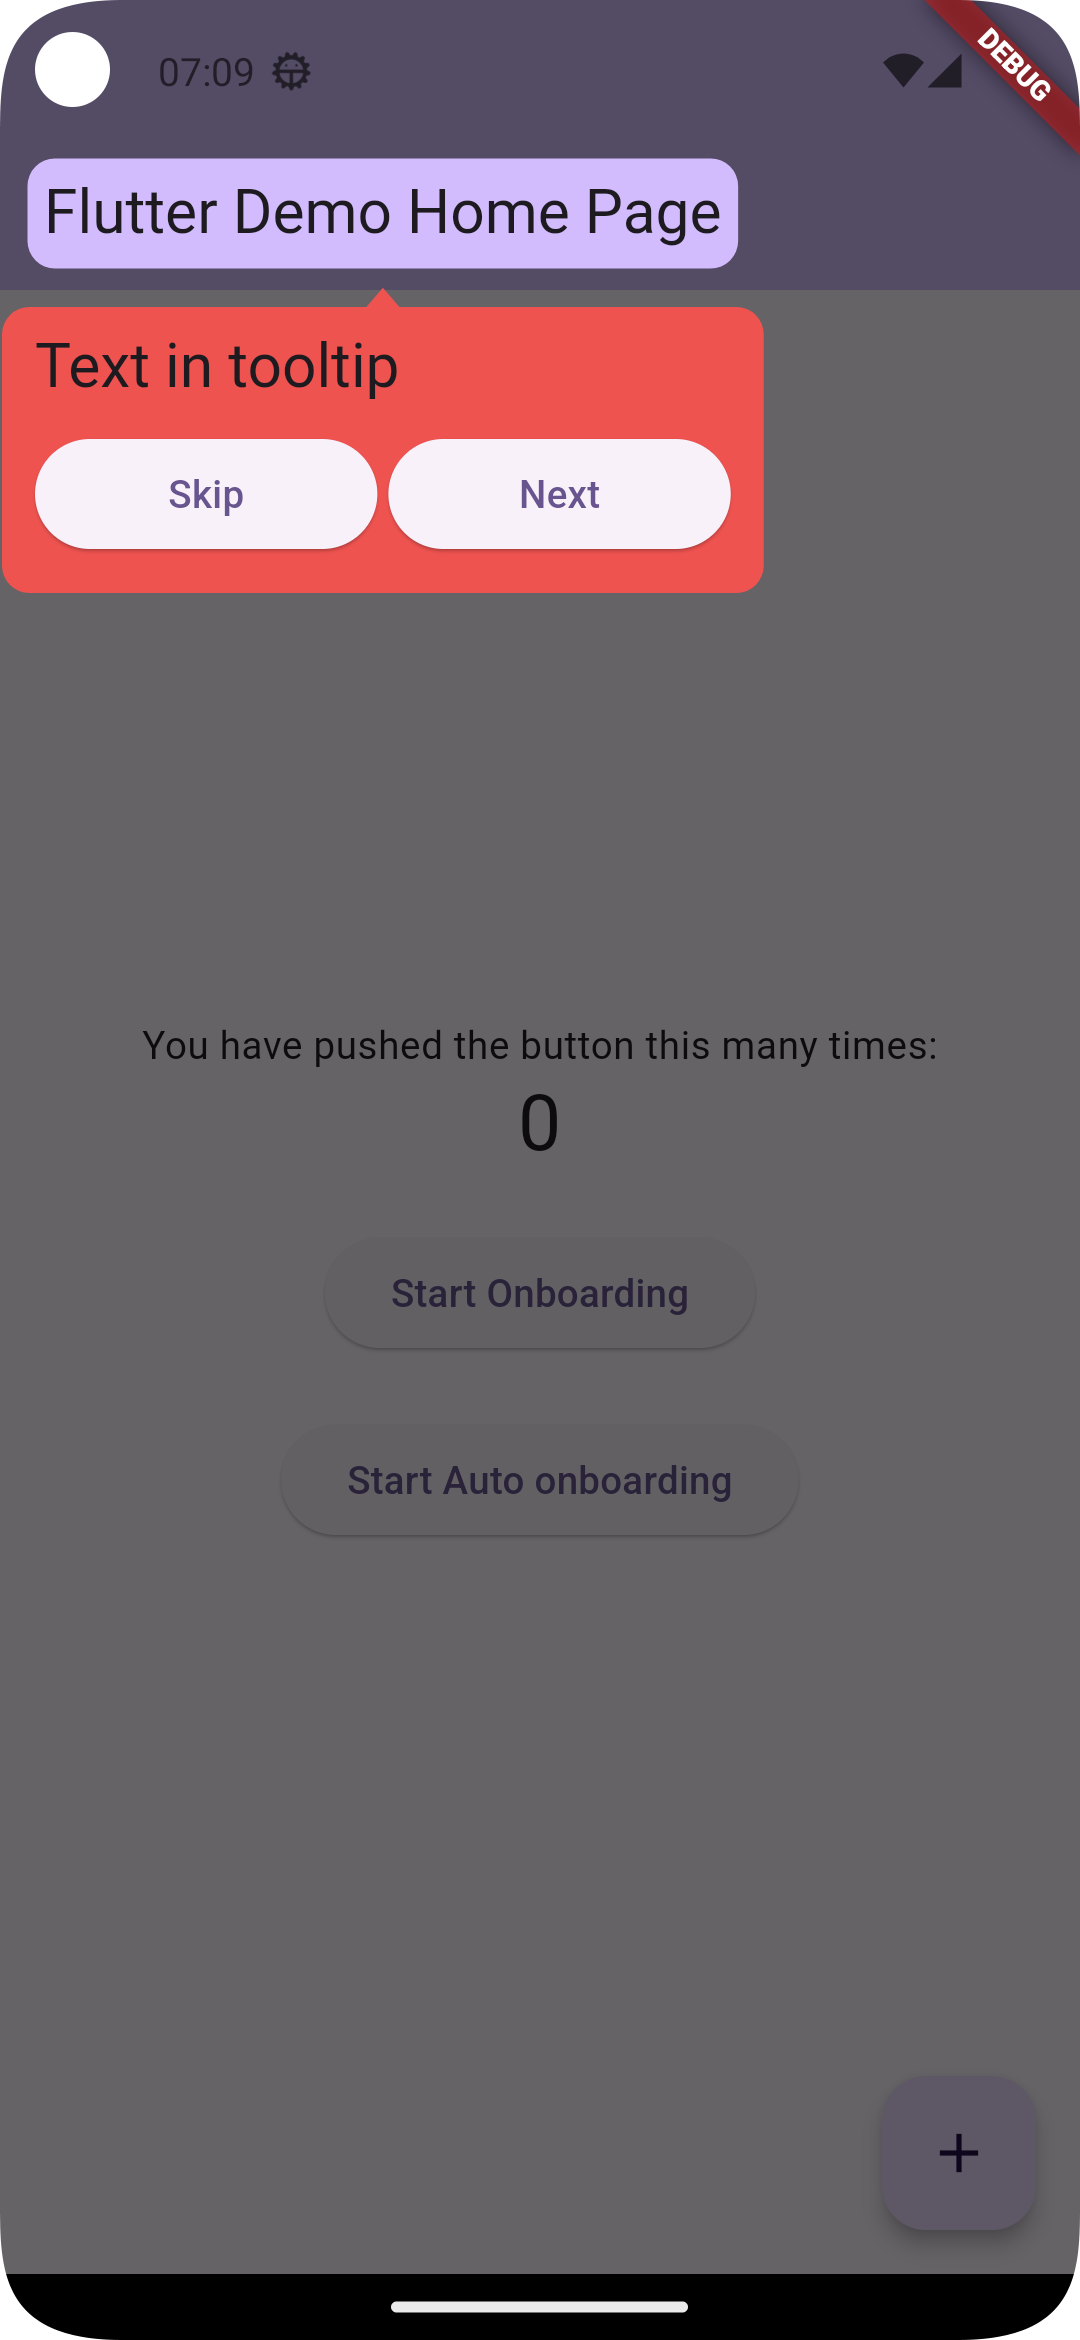 07:09
DEBUG
Flutter Demo Home Page
Text in tooltip
Skip
Next
You have pushed the button this many times:
0
Start Onboarding
Start Auto onboarding